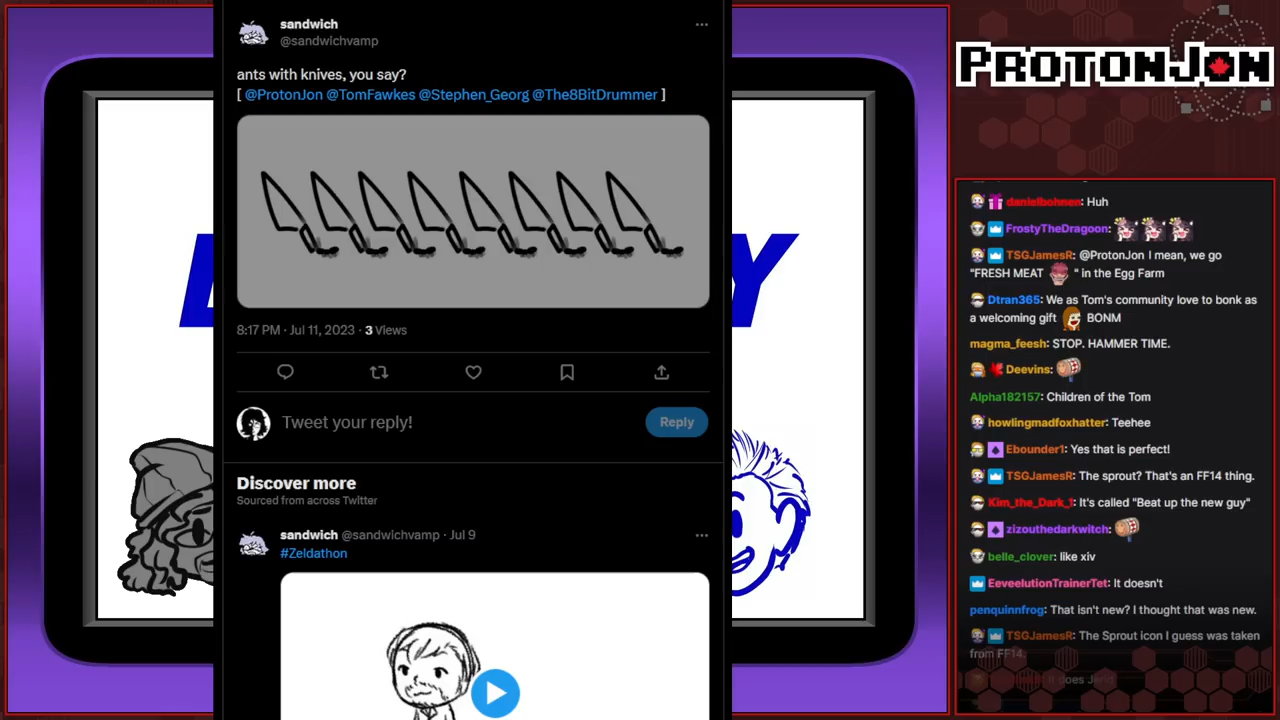 sandwich
@sandwichvamp
ants with knives, you say?
[ @ProtonJon @TomFawkes @Stephen_Georg @The8BitDrummer ]
8:17 PM · Jul 11, 2023 · 3 Views
Tweet your reply!
Reply
Discover more
Sourced from across Twitter
sandwich @sandwichvamp · Jul 9
#Zeldathon
Y
PROTONJON
danielbohnen: Huh
FrostyTheDragoon:
TSGJamesR: @ProtonJon I mean, we go
"FRESH MEAT " in the Egg Farm
Dtran365: We as Tom's community love to bonk as
a welcoming gift BONM
magma_feesh: STOP. HAMMER TIME.
Deevins:
Alpha182157: Children of the Tom
howlingmadfoxhatter: Teehee
Ebounder1: Yes that is perfect!
TSGJamesR: The sprout? That's an FF14 thing.
Kim_the_Dark_1: It's called "Beat up the new guy"
zizouthedarkwitch:
belle_clover: like xiv
EeveelutionTrainerTet: It doesn't
penquinnfrog: That isn't new? I thought that was new.
TSGJamesR: The Sprout icon I guess was taken
from FF14.
it does Jeric